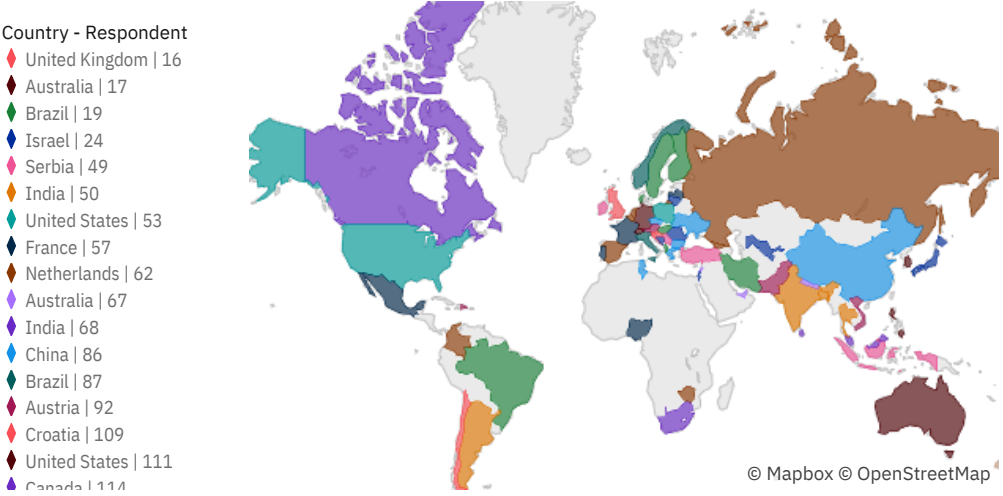 Country - Respondent
United Kingdom | 16
Australia | 17
Brazil | 19
Israel | 24
Serbia | 49
India | 50
United States | 53
France | 57
Netherlands | 62
Australia | 67
India | 68
China | 86
Brazil | 87
Austria | 92
Croatia | 109
United States | 111
Canada | 114
© Mapbox © OpenStreetMap